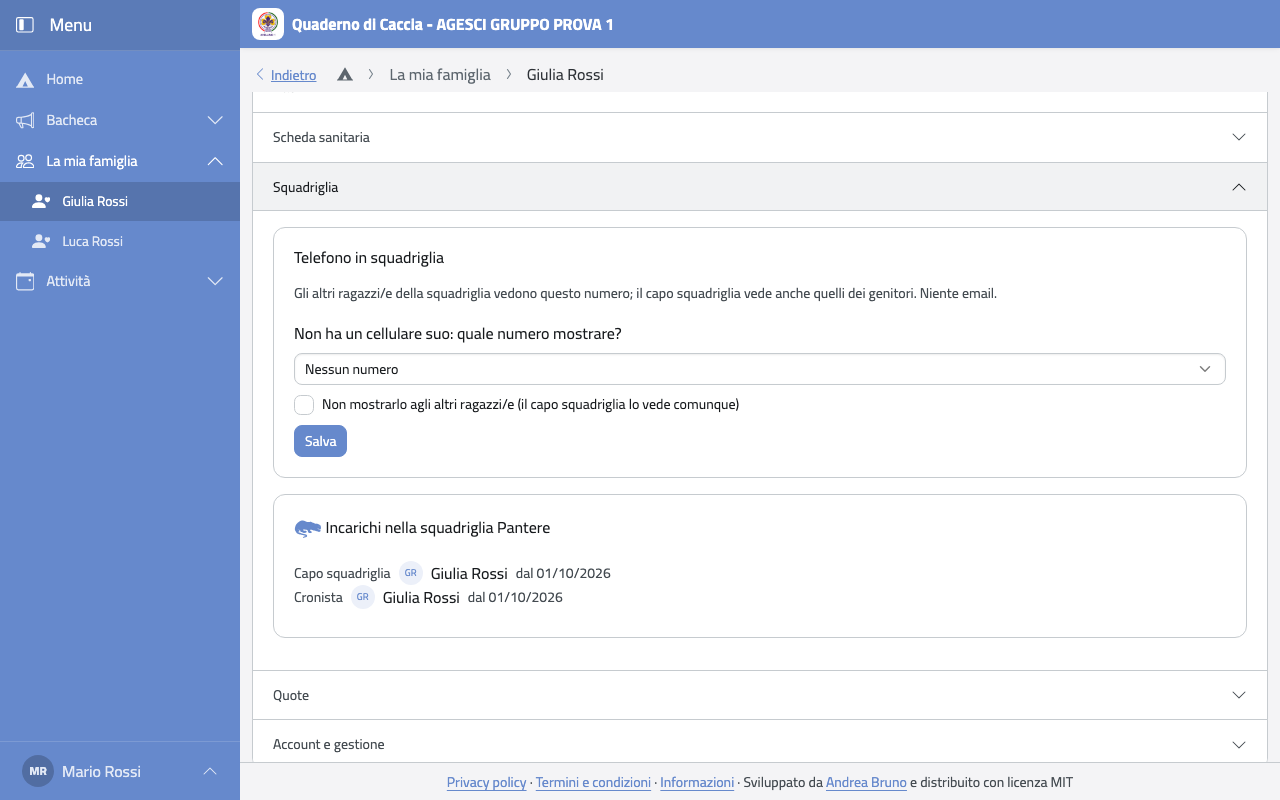 Menu
Quaderno di Caccia - AGESCI GRUPPO PROVA 1
Home
Bacheca
La mia famiglia
Giulia Rossi
Luca Rossi
Attività
MR Mario Rossi
Indietro La mia famiglia Giulia Rossi
Scheda sanitaria
Squadriglia
Telefono in squadriglia
Gli altri ragazzi/e della squadriglia vedono questo numero; il capo squadriglia vede anche quelli dei genitori. Niente email.
Non ha un cellulare suo: quale numero mostrare?
Nessun numero
Non mostrarlo agli altri ragazzi/e (il capo squadriglia lo vede comunque)
Salva
Incarichi nella squadriglia Pantere
Capo squadriglia GR Giulia Rossi dal 01/10/2026
Cronista GR Giulia Rossi dal 01/10/2026
Quote
Account e gestione
Privacy policy · Termini e condizioni · Informazioni · Sviluppato da Andrea Bruno e distribuito con licenza MIT